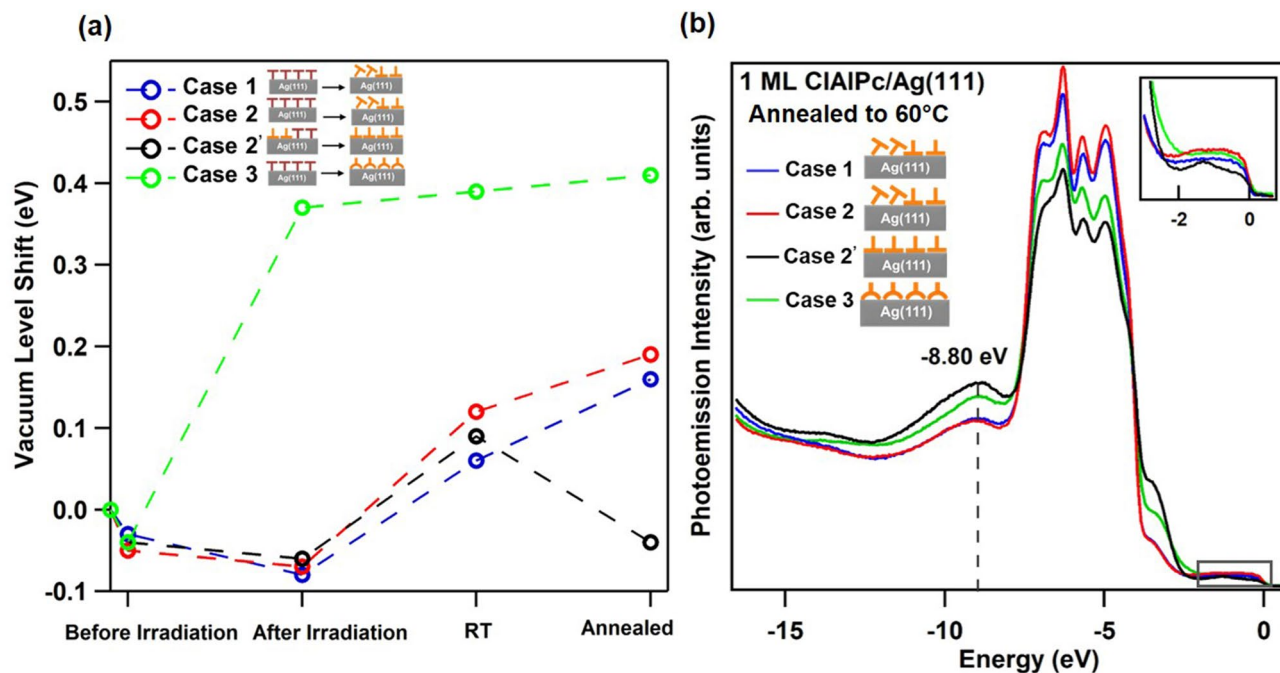 (a)
Vacuum Level Shift (eV)
0.5
0.4
0.3
0.2
0.1
0.0
-0.1
Case 1
Ag(111)
Ag(111)
Case 2
Ag(111)
Ag(111)
Case 2'
Ag(111)
Ag(111)
Case 3
Ag(111)
Ag(111)
Before Irradiation
After Irradiation
RT
Annealed
(b)
Photoemission Intensity (arb. units)
1 ML ClAlPc/Ag(111)
Annealed to 60°C
Case 1
Ag(111)
Case 2
Ag(111)
Case 2'
Ag(111)
Case 3
Ag(111)
-8.80 eV
-2
0
-15
-10
-5
0
Energy (eV)